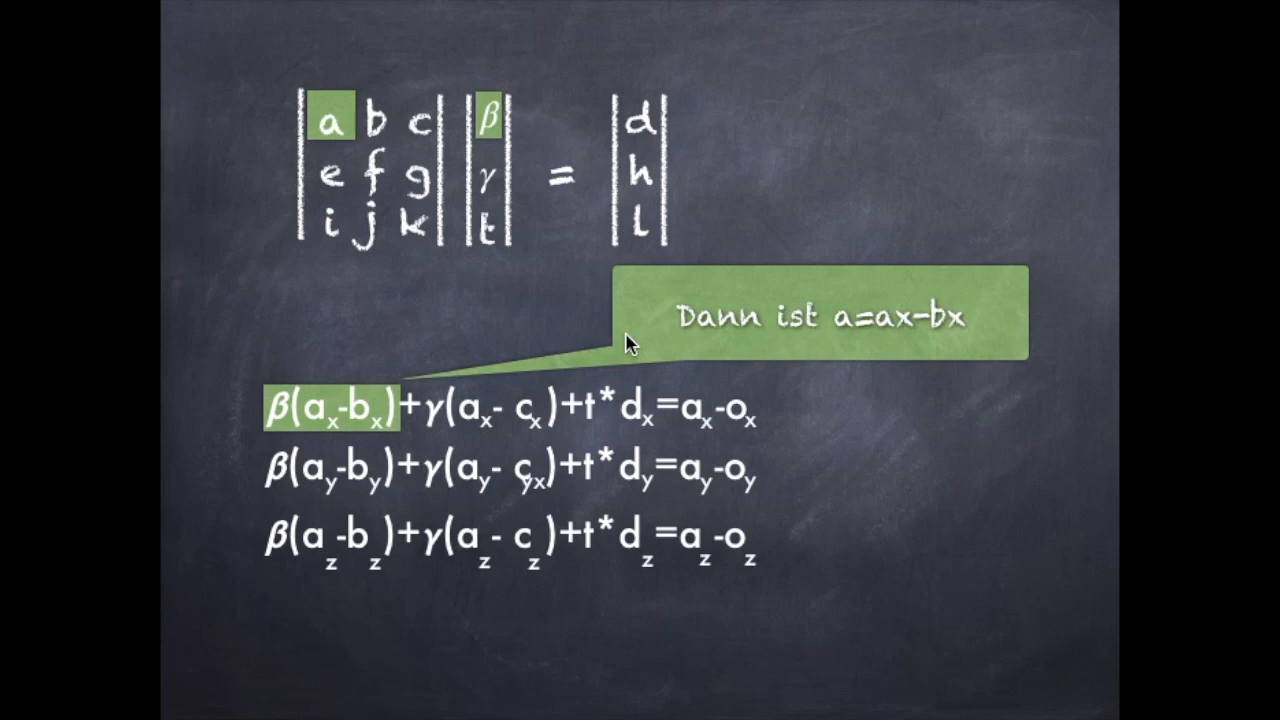 a b c β d
e f g γ = h
i j k t l
Dann ist a=ax-bx
β(ax-bx)+γ(ax- cx)+t*dx=ax-ox
β(ay-by)+γ(ay- cyx)+t*dy=ay-oy
β(az-bz)+γ(az- cz)+t*dz=az-oz